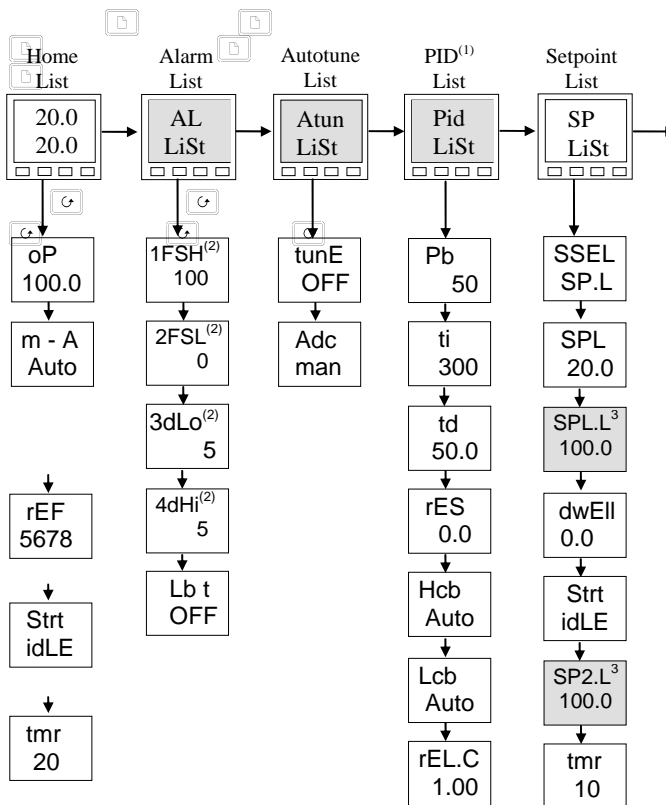 Home
List
20.0
20.0
oP
100.0
m - A
Auto
rEF
5678
Strt
idLE
tmr
20
Alarm
List
AL
LiSt
1FSH(2)
100
2FSL(2)
0
3dLo(2)
5
4dHi(2)
5
Lb t
OFF
Autotune
List
Atun
LiSt
tunE
OFF
Adc
man
PID(1)
List
Pid
LiSt
Pb
50
ti
300
td
50.0
rES
0.0
Hcb
Auto
Lcb
Auto
rEL.C
1.00
Setpoint
List
SP
LiSt
SSEL
SP.L
SPL
20.0
SPL.L3
100.0
dwEll
0.0
Strt
idLE
SP2.L3
100.0
tmr
10